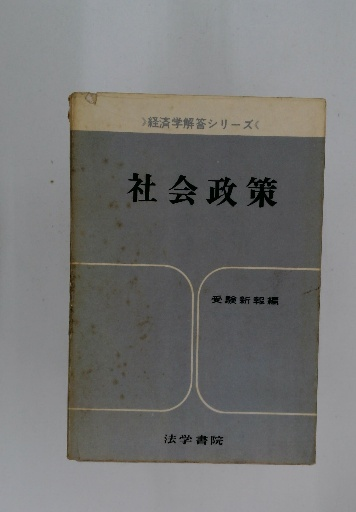 〉経済学解答シリーズ〈
社会政策
受験新報編
法学書院